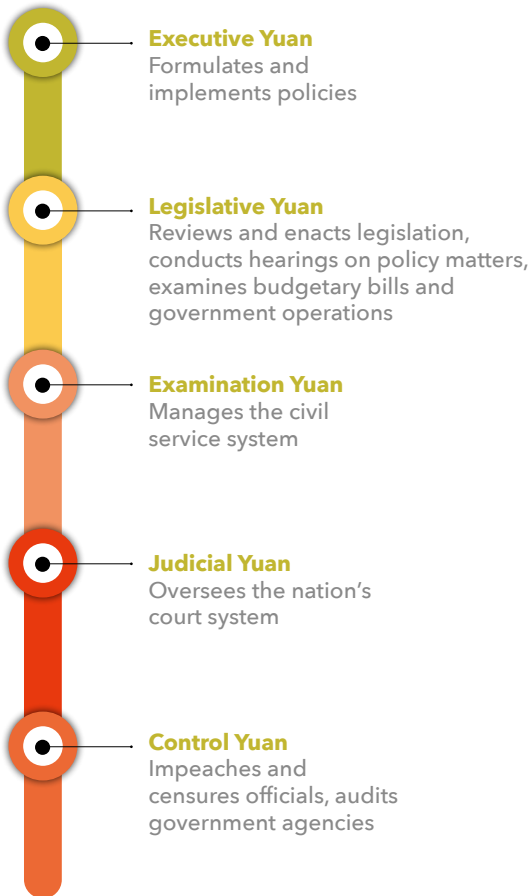 Executive Yuan
Formulates and
implements policies
Legislative Yuan
Reviews and enacts legislation,
conducts hearings on policy matters,
examines budgetary bills and
government operations
Examination Yuan
Manages the civil
service system
Judicial Yuan
Oversees the nation’s
court system
Control Yuan
Impeaches and
censures officials, audits
government agencies